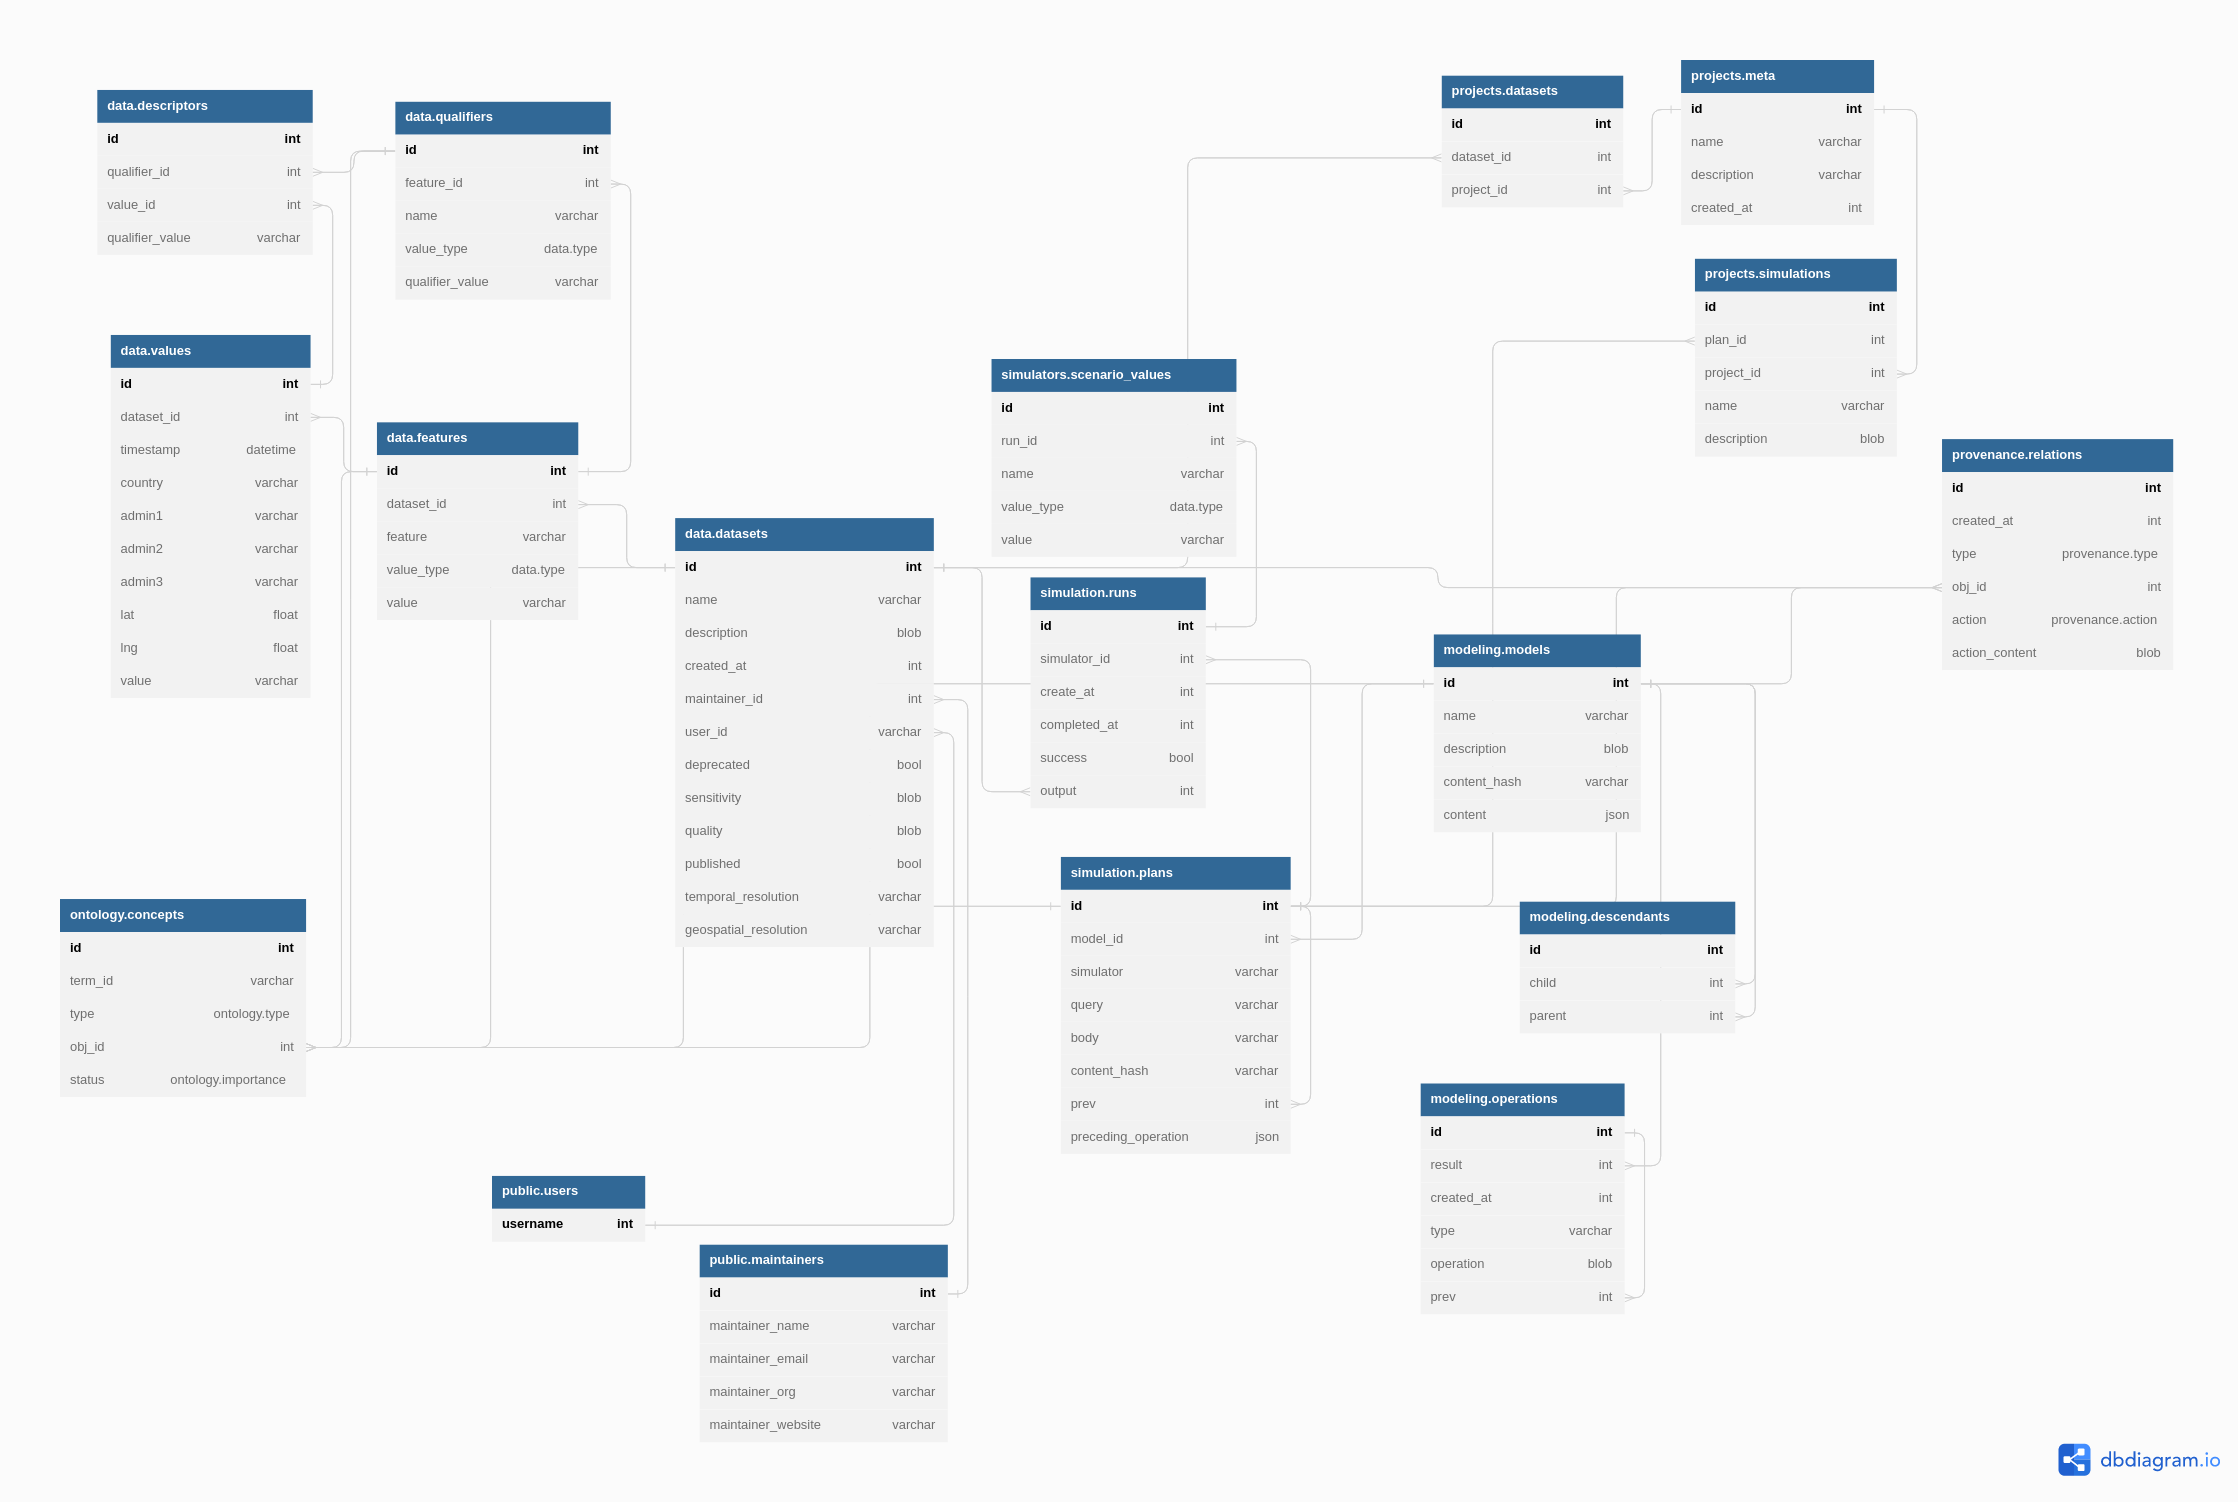 data.descriptors
id int
qualifier_id int
value_id int
qualifier_value varchar
data.qualifiers
id int
feature_id int
name varchar
value_type data.type
qualifier_value varchar
data.values
id int
dataset_id int
timestamp datetime
country varchar
admin1 varchar
admin2 varchar
admin3 varchar
lat float
lng float
value varchar
data.features
id int
dataset_id int
feature varchar
value_type data.type
value varchar
data.datasets
id int
name varchar
description blob
created_at int
maintainer_id int
user_id varchar
deprecated bool
sensitivity blob
quality blob
published bool
temporal_resolution varchar
geospatial_resolution varchar
simulators.scenario_values
id int
run_id int
name varchar
value_type data.type
value varchar
simulation.runs
id int
simulator_id int
create_at int
completed_at int
success bool
output int
projects.datasets
id int
dataset_id int
project_id int
projects.meta
id int
name varchar
description varchar
created_at int
projects.simulations
id int
plan_id int
project_id int
name varchar
description blob
provenance.relations
id int
created_at int
type provenance.type
obj_id int
action provenance.action
action_content blob
modeling.models
id int
name varchar
description blob
content_hash varchar
content json
simulation.plans
id int
model_id int
simulator varchar
query varchar
body varchar
content_hash varchar
prev int
preceding_operation json
modeling.descendants
id int
child int
parent int
modeling.operations
id int
result int
created_at int
type varchar
operation blob
prev int
ontology.concepts
id int
term_id varchar
type ontology.type
obj_id int
status ontology.importance
public.users
username int
public.maintainers
id int
maintainer_name varchar
maintainer_email varchar
maintainer_org varchar
maintainer_website varchar
dbdiagram.io